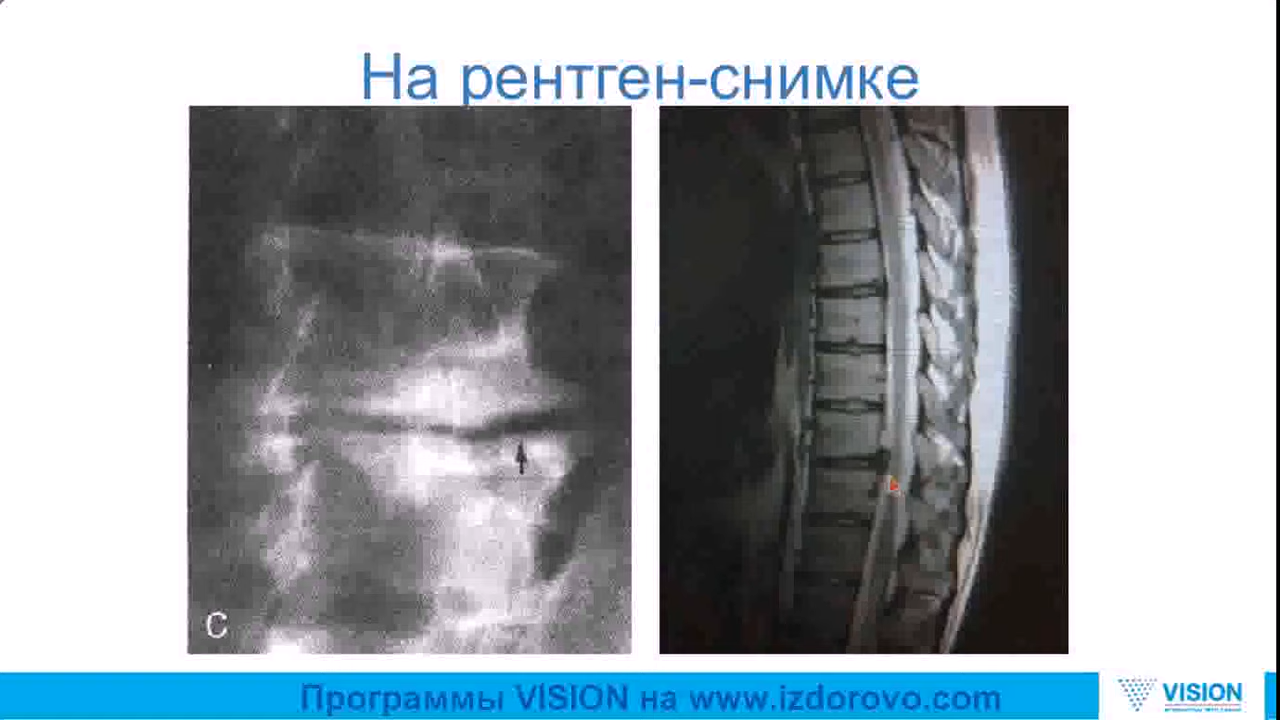 На рентген-снимке
C
Программы VISION на www.izdorovo.com
VISION